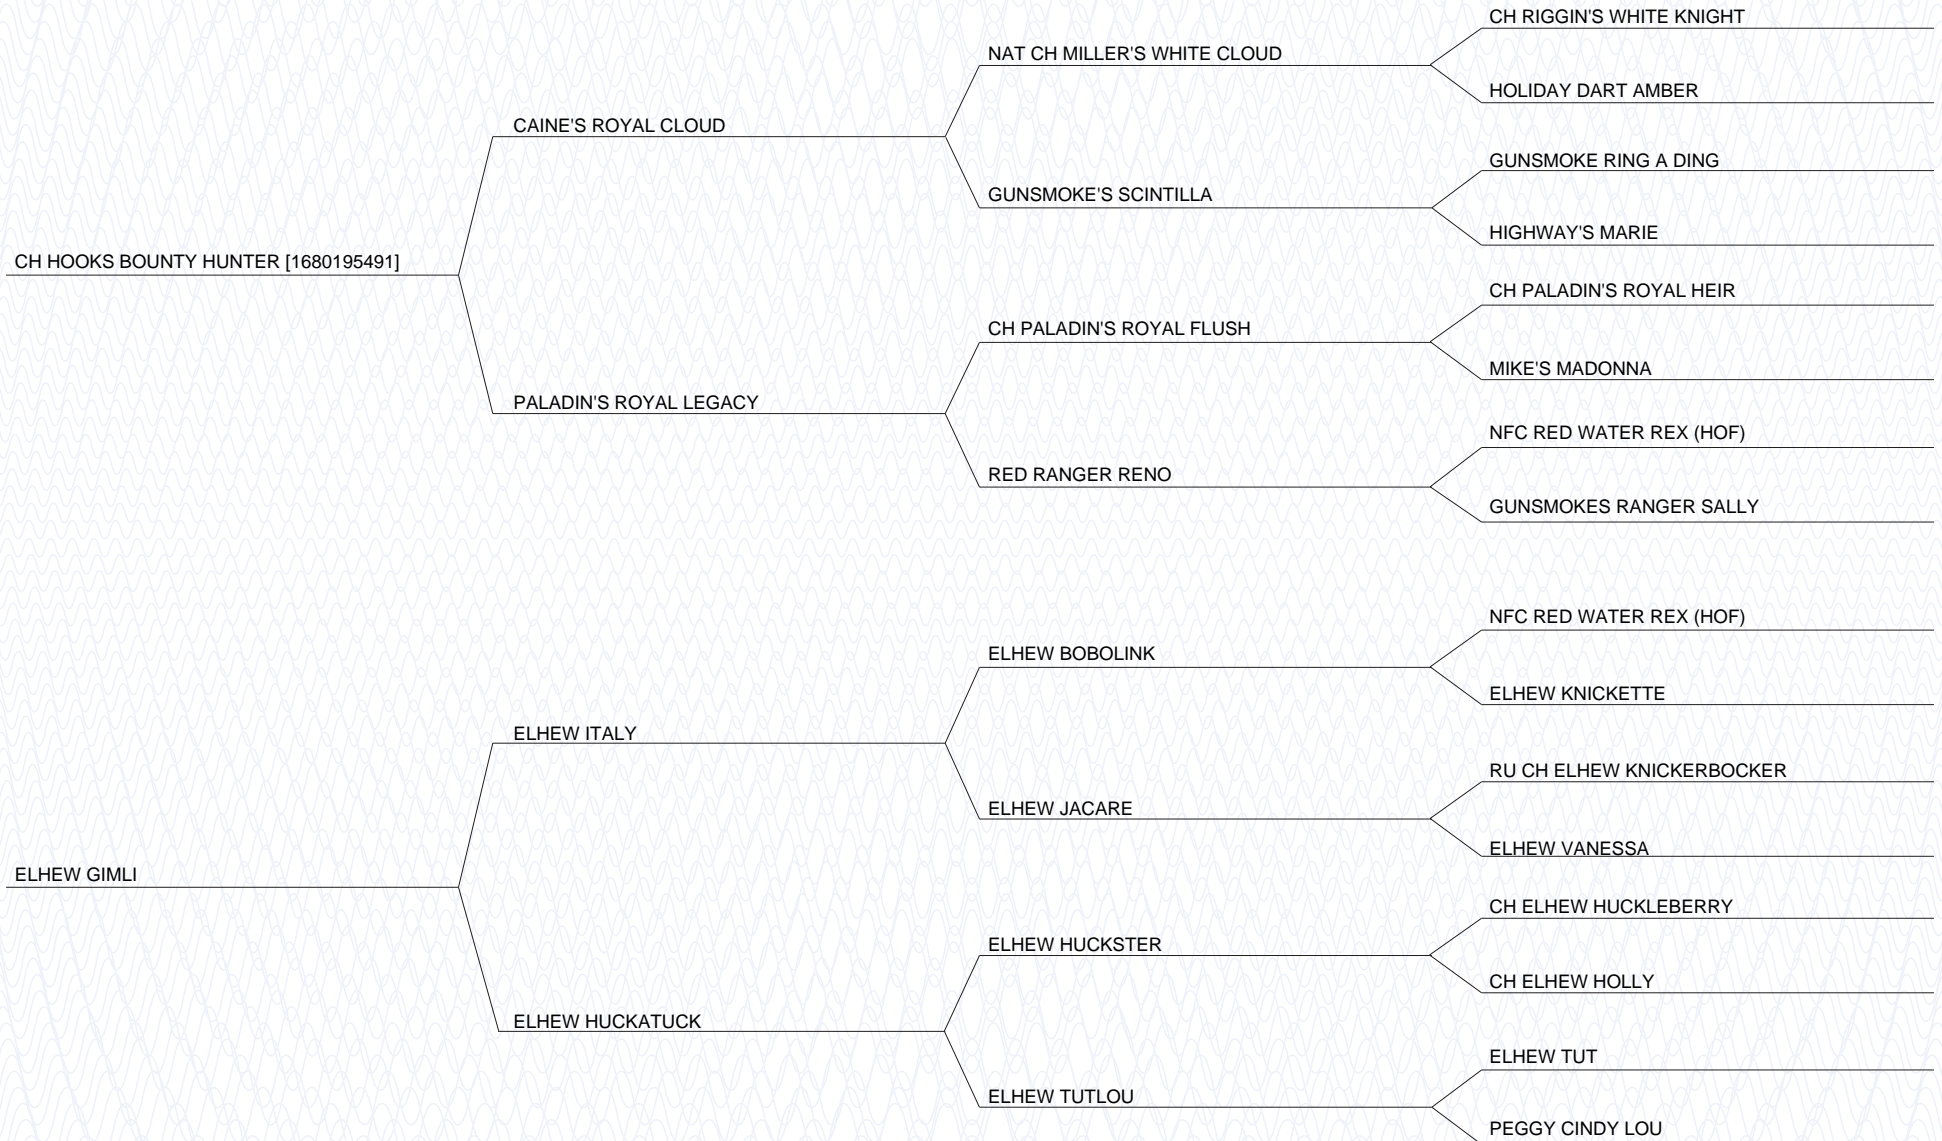 CH RIGGIN'S WHITE KNIGHT
NAT CH MILLER'S WHITE CLOUD
HOLIDAY DART AMBER
CAINE'S ROYAL CLOUD
GUNSMOKE RING A DING
GUNSMOKE'S SCINTILLA
HIGHWAY'S MARIE
CH HOOKS BOUNTY HUNTER [1680195491]
CH PALADIN'S ROYAL HEIR
CH PALADIN'S ROYAL FLUSH
MIKE'S MADONNA
PALADIN'S ROYAL LEGACY
NFC RED WATER REX (HOF)
RED RANGER RENO
GUNSMOKES RANGER SALLY
NFC RED WATER REX (HOF)
ELHEW BOBOLINK
ELHEW KNICKETTE
ELHEW ITALY
RU CH ELHEW KNICKERBOCKER
ELHEW JACARE
ELHEW VANESSA
ELHEW GIMLI
CH ELHEW HUCKLEBERRY
ELHEW HUCKSTER
CH ELHEW HOLLY
ELHEW HUCKATUCK
ELHEW TUT
ELHEW TUTLOU
PEGGY CINDY LOU